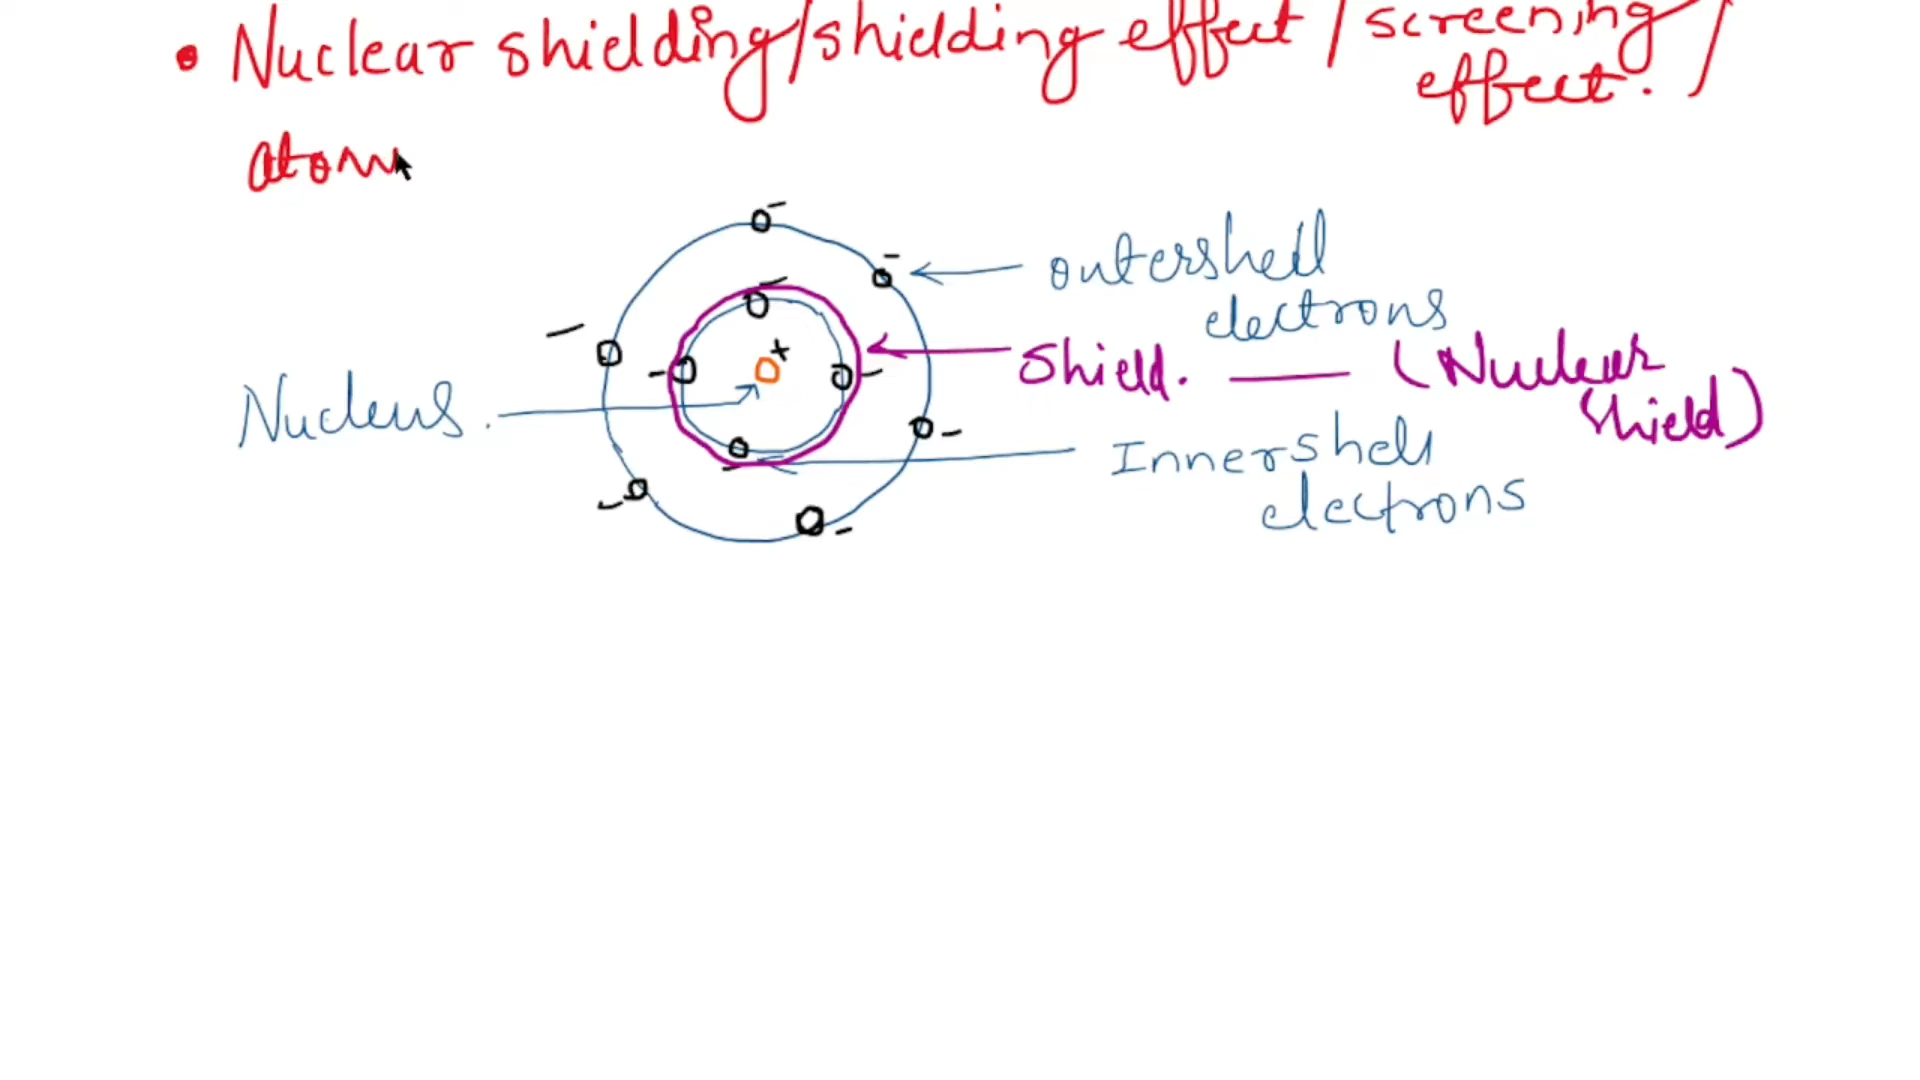 • Nuclear shielding/shielding effect / screening effect. /
atom
outershell electrons
Shield. — (Nuclear Shield)
Nucleus.
Innershell electrons